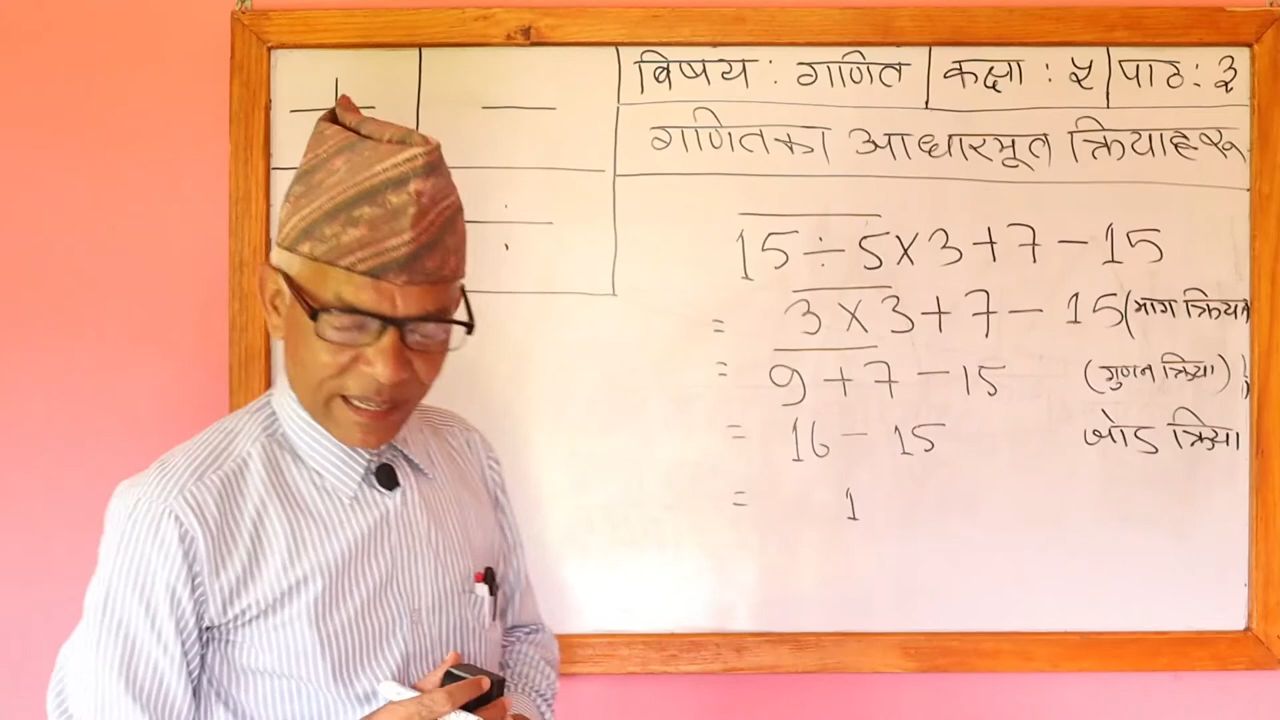 विषय : गणित कक्षा : ५ पाठ : ३
गणितका आधारभूत क्रियाहरू
+ −
÷
15 ÷ 5 × 3 + 7 − 15
= 3 × 3 + 7 − 15 (भाग क्रिया)
= 9 + 7 − 15 (गुणन क्रिया)
= 16 − 15 जोड क्रिया
= 1